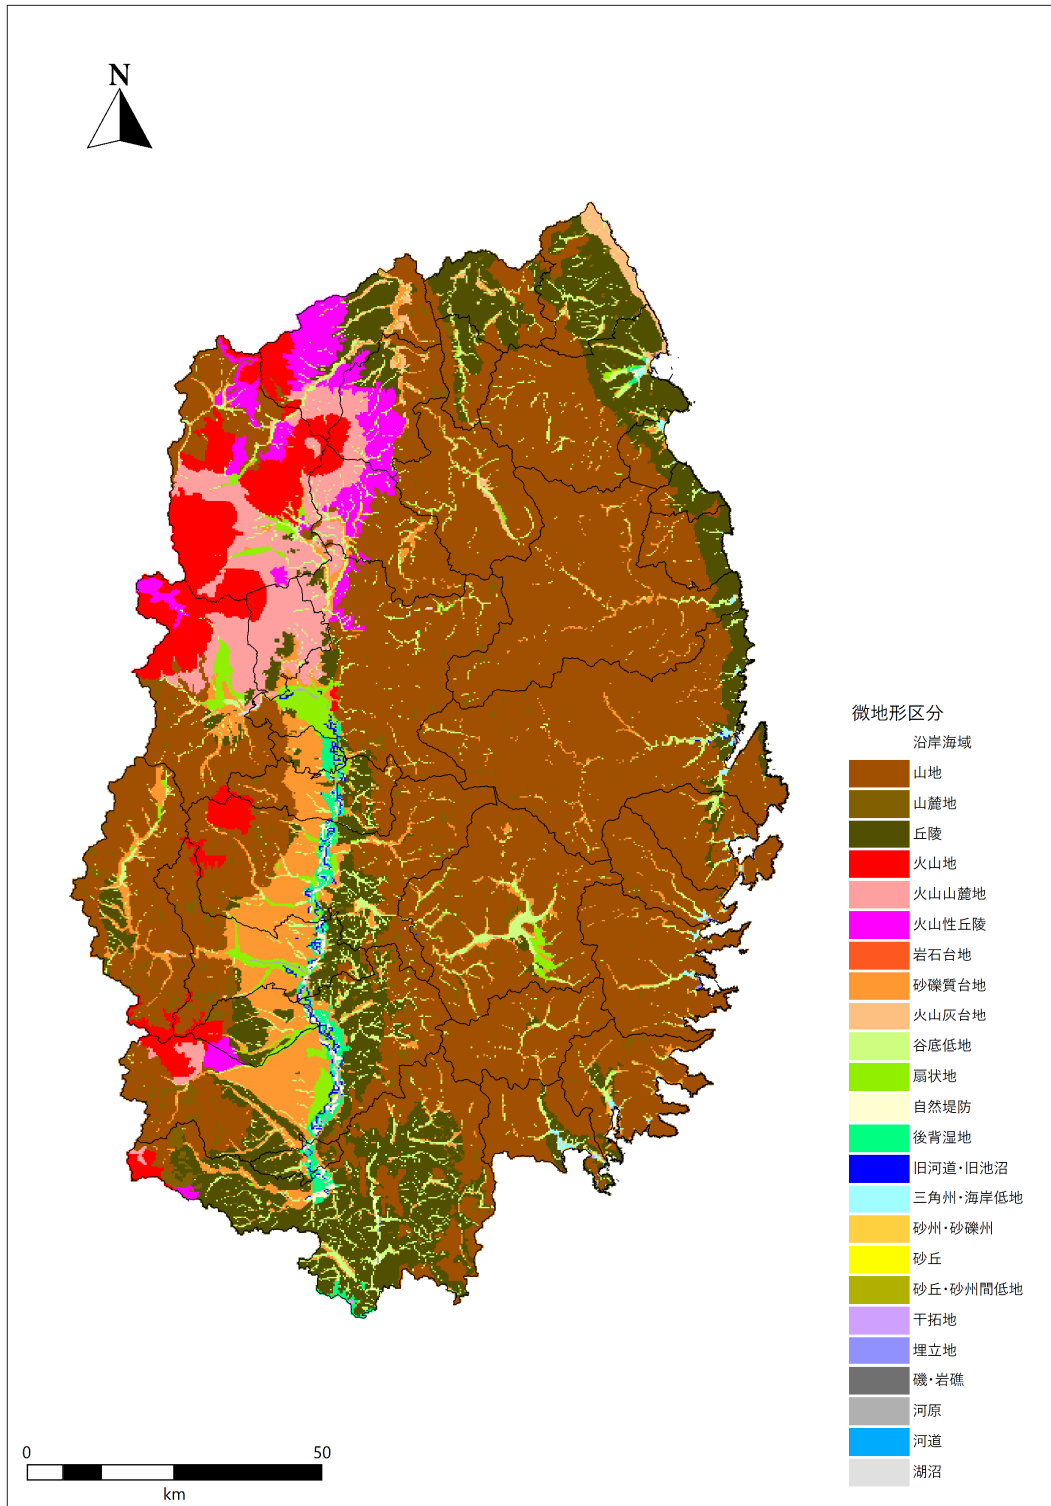 N
微地形区分
沿岸海域
山地
山麓地
丘陵
火山地
火山山麓地
火山性丘陵
岩石台地
砂礫質台地
火山灰台地
谷底低地
扇状地
自然堤防
後背湿地
旧河道・旧池沼
三角州・海岸低地
砂州・砂礫州
砂丘
砂丘・砂州間低地
干拓地
埋立地
磯・岩礁
河原
河道
湖沼
0 50
km